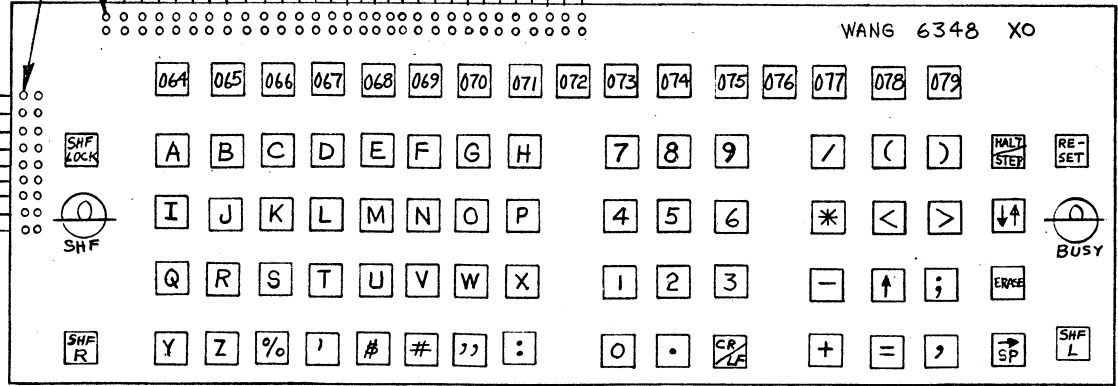 WANG 6348 XO
064 065 066 067 068 069 070 071 072 073 074 075 076 077 078 079
SHF LOCK A B C D E F G H 7 8 9 / ( ) HALT STEP RE-SET
I J K L M N O P 4 5 6 * < > ↓↑
SHF BUSY
Q R S T U V W X 1 2 3 - ↑ ; ERASE
SHF R Y Z % ' $ # " : 0 . CR/LF + = , → SP SHF L